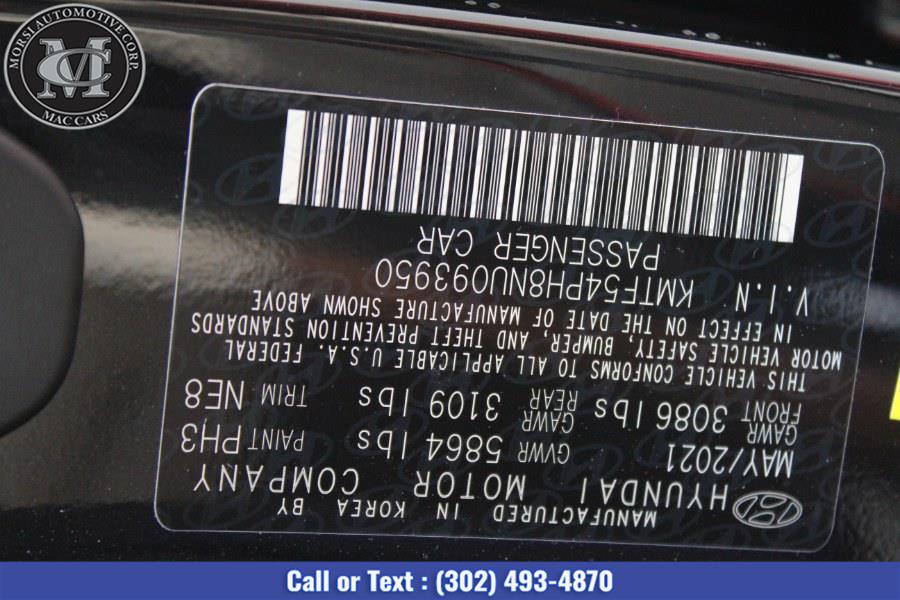 MORSI AUTOMOTIVE CORP.
MC
MAC CARS
MANUFACTURED IN KOREA BY
HYUNDAI MOTOR COMPANY
MAY/2021 GVWR 5864 lbs PAINT PH3
GAWR FRONT 3086 lbs GAWR REAR 3109 lbs TRIM NE8
THIS VEHICLE CONFORMS TO ALL APPLICABLE U.S.A. FEDERAL
MOTOR VEHICLE SAFETY, BUMPER, AND THEFT PREVENTION STANDARDS
IN EFFECT ON THE DATE OF MANUFACTURE SHOWN ABOVE
V.I.N KMTF54PH8NU093950
PASSENGER CAR
Call or Text : (302) 493-4870